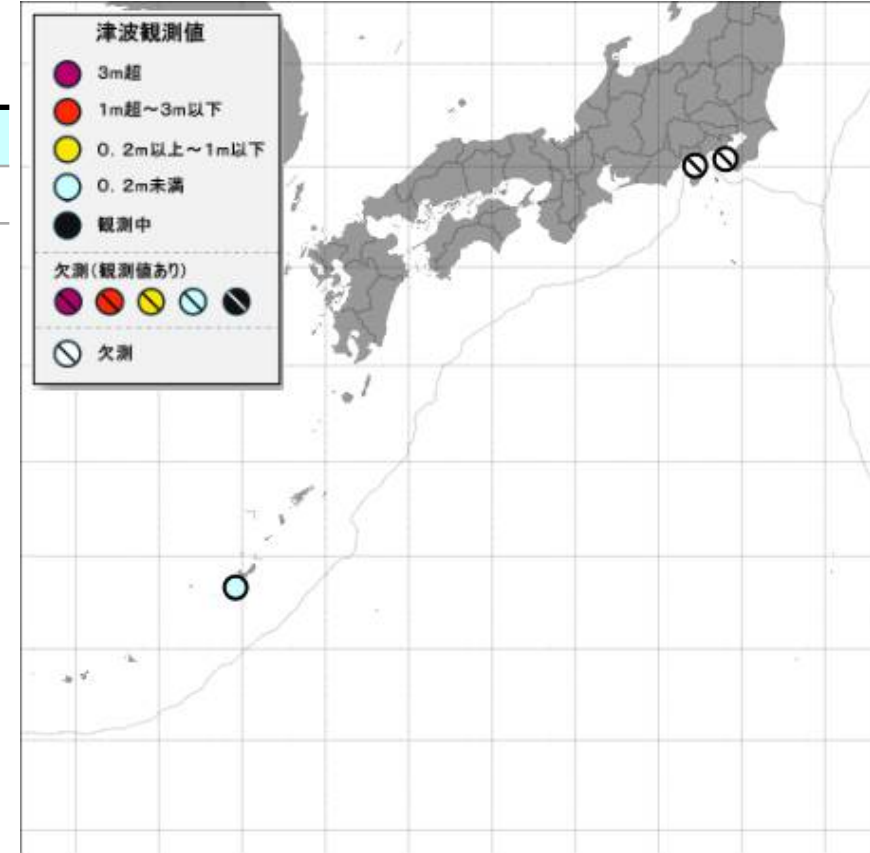 津波観測値
3m超
1m超～3m以下
0. 2m以上～1m以下
0. 2m未満
観測中
欠測(観測値あり)
欠測